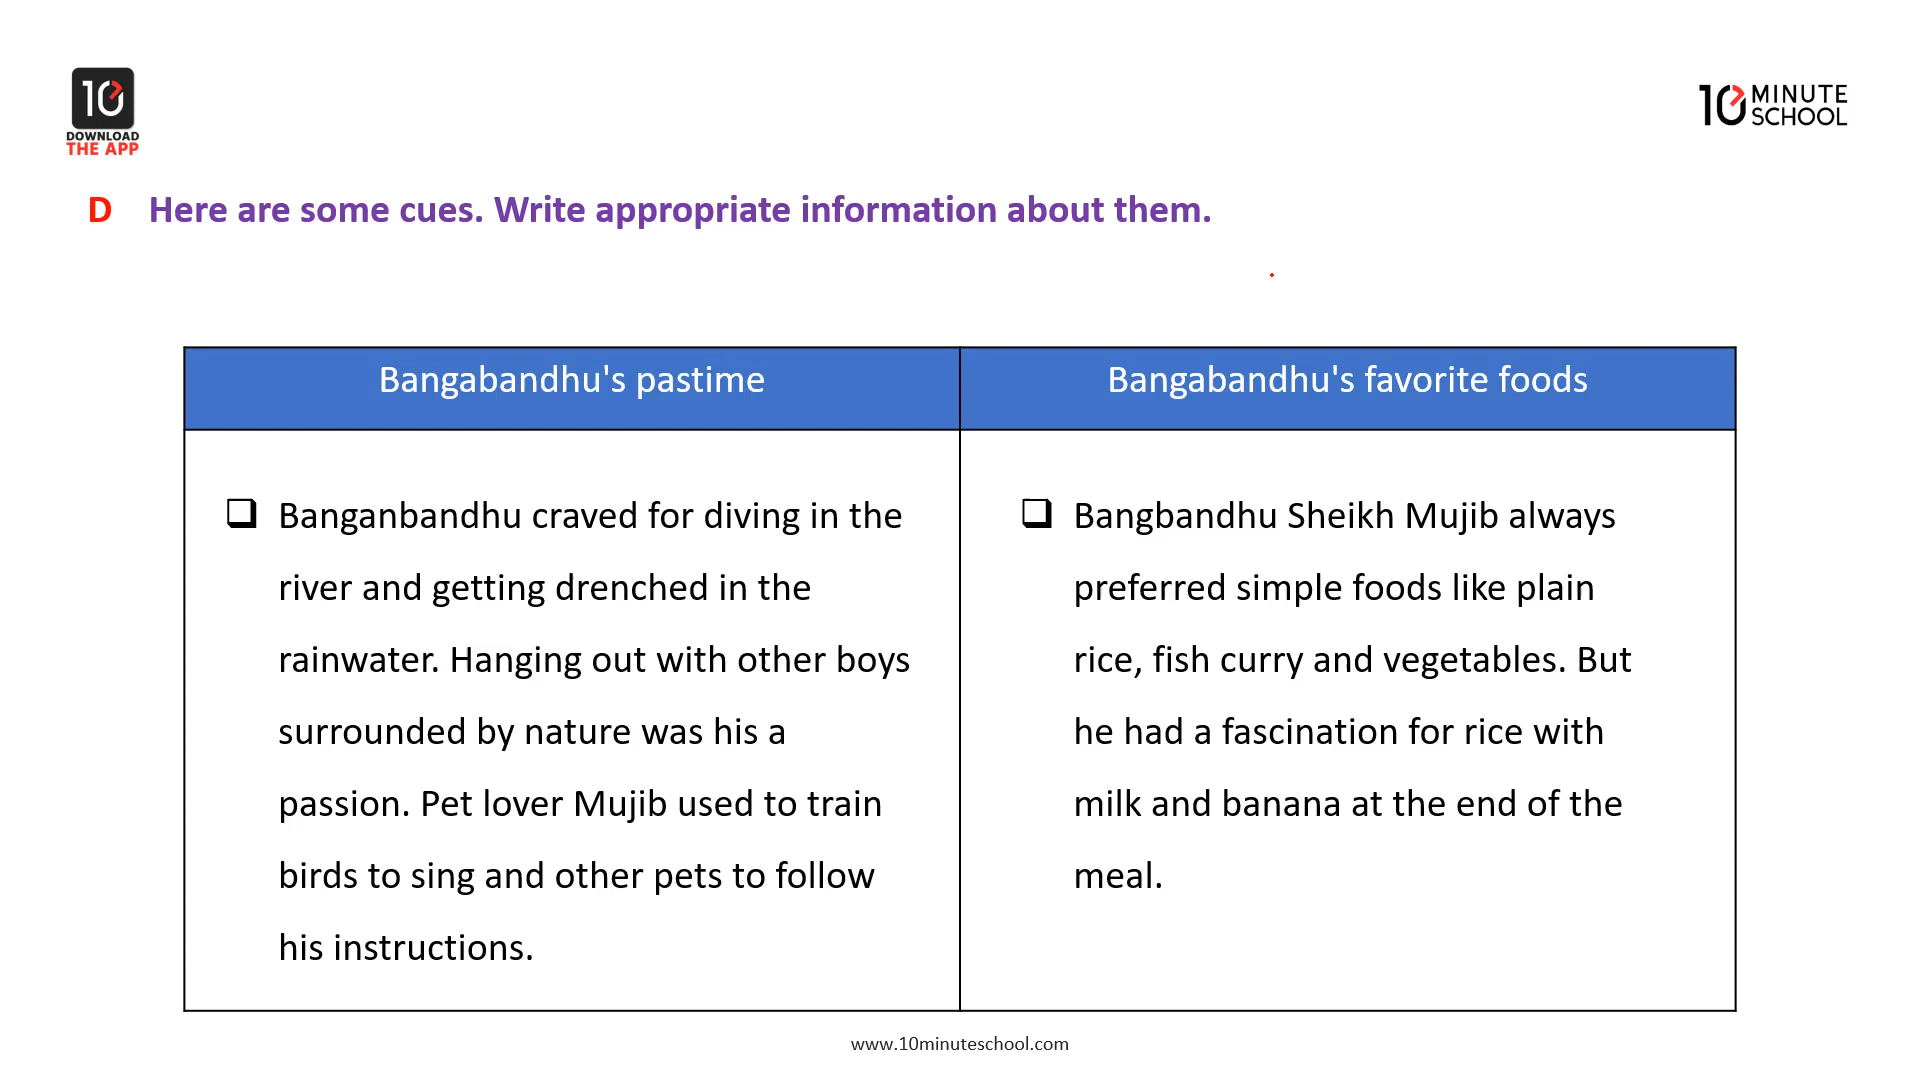 10
DOWNLOAD
THE APP
10 MINUTE
SCHOOL
D Here are some cues. Write appropriate information about them.
Bangabandhu's pastime
Banganbandhu craved for diving in the
river and getting drenched in the
rainwater. Hanging out with other boys
surrounded by nature was his a
passion. Pet lover Mujib used to train
birds to sing and other pets to follow
his instructions.
Bangabandhu's favorite foods
Bangbandhu Sheikh Mujib always
preferred simple foods like plain
rice, fish curry and vegetables. But
he had a fascination for rice with
milk and banana at the end of the
meal.
www.10minuteschool.com